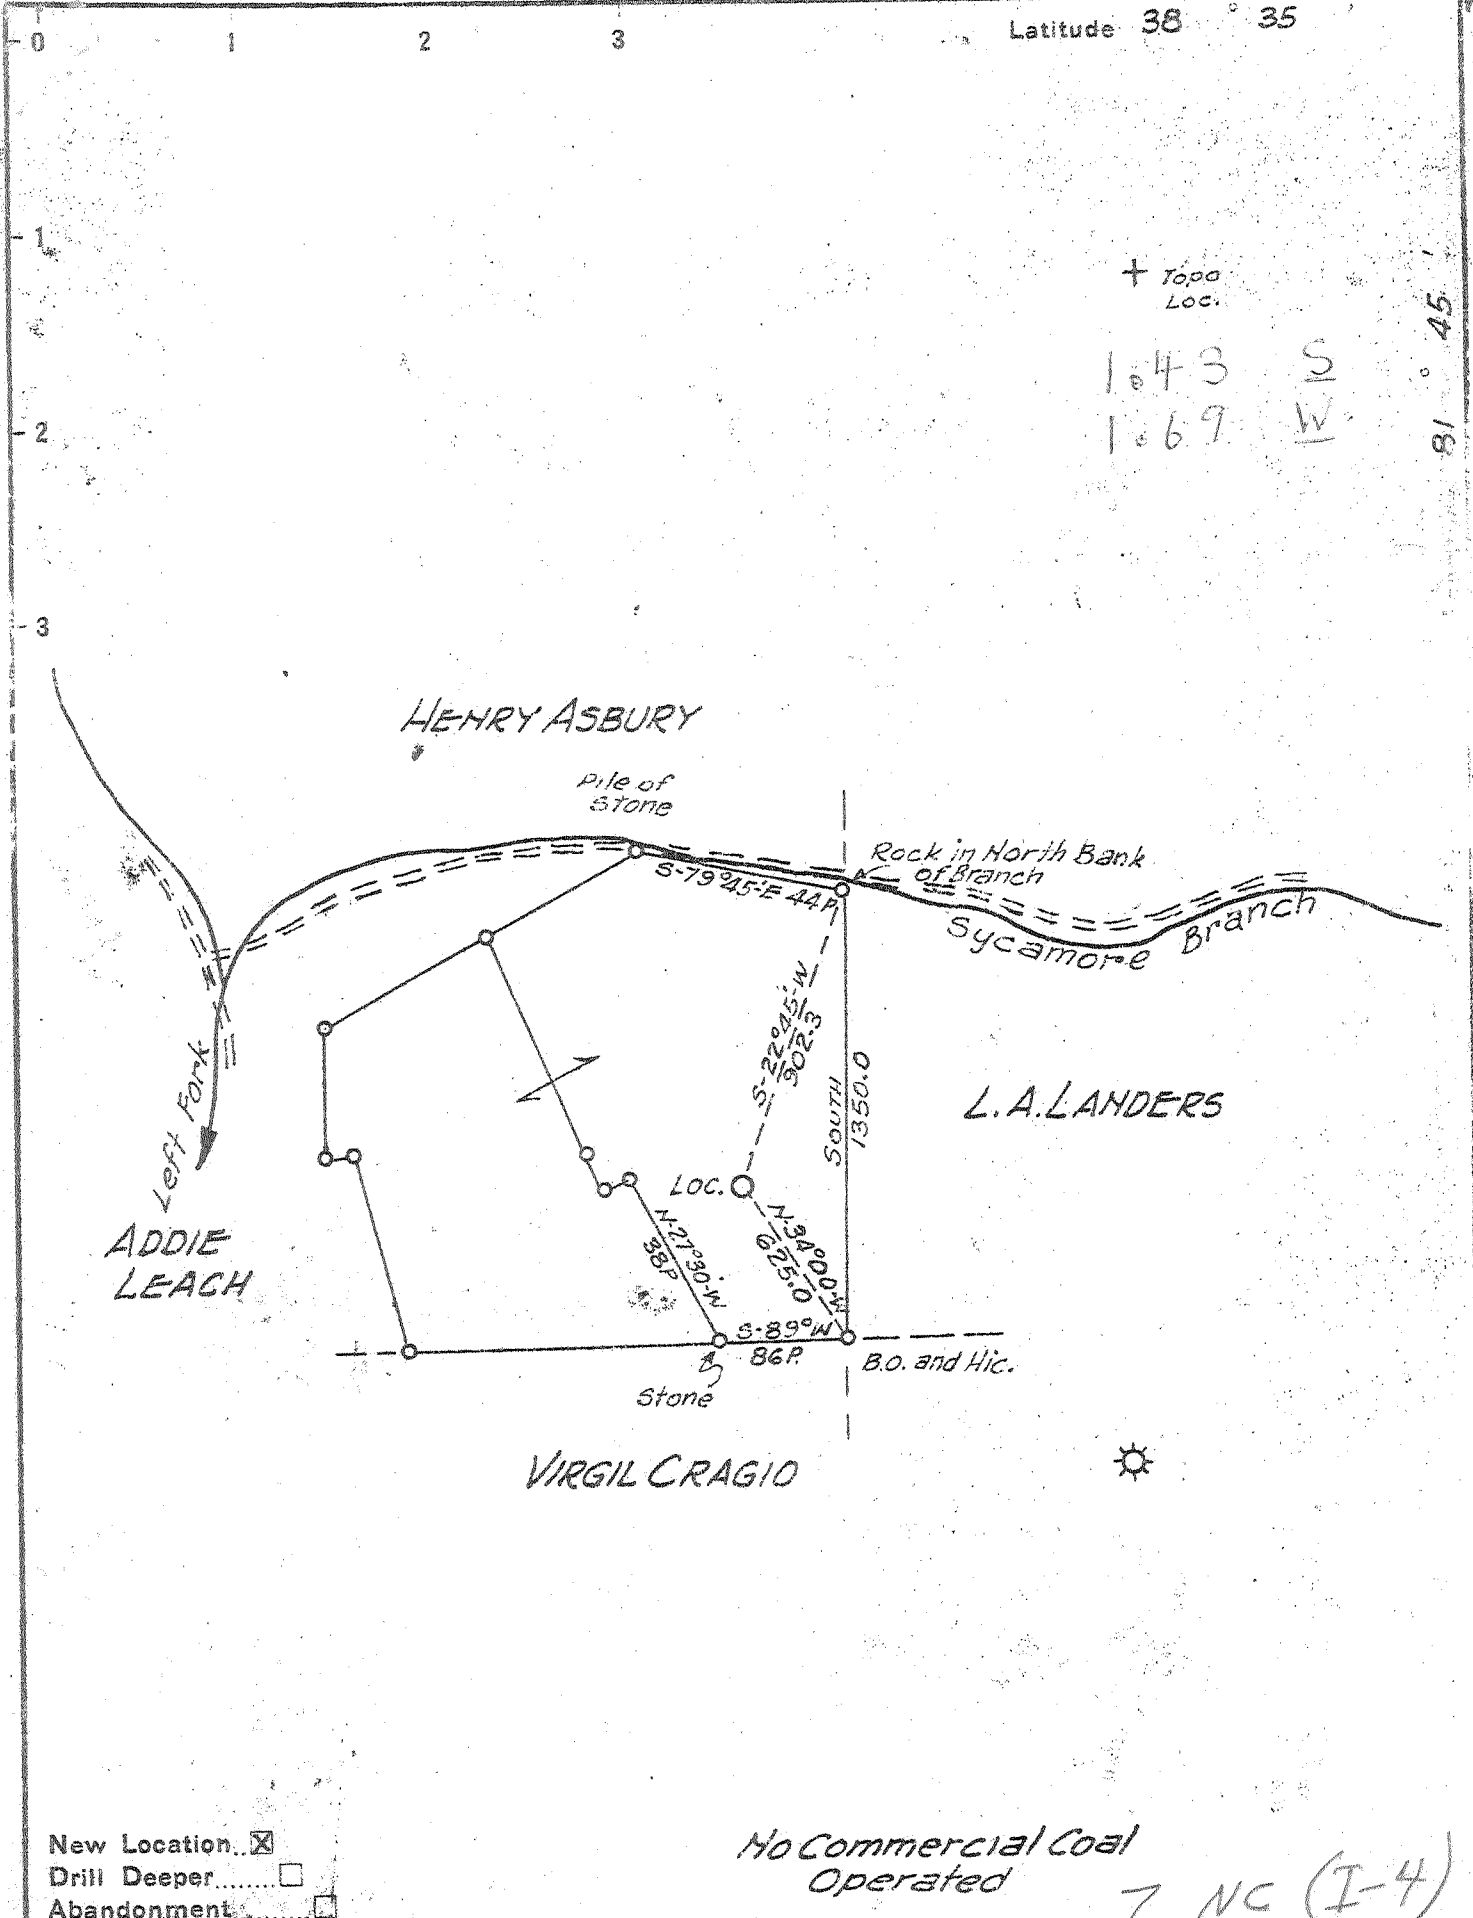 0 1 2 3 Latitude 38 ° 35 '
1
2
3
81 ° 45 '
+ Topo
Loc.
1.43 S
1.69 W
HENRY ASBURY
Pile of
Stone
Rock in North Bank
of Branch
S-79°45'-E 44P.
Sycamore Branch
S-22°45'-W
902.3
SOUTH
1350.0
Left Fork
L.A. LANDERS
LOC.
ADDIE
LEACH
N-27°30'-W
38P
N-34°00'-W
625.0
S-89°W
86P.
B.O. and Hic.
Stone
VIRGIL CRAGIO
New Location.. X
Drill Deeper........
Abandonment
No Commercial Coal
Operated
7 NC (I-4)